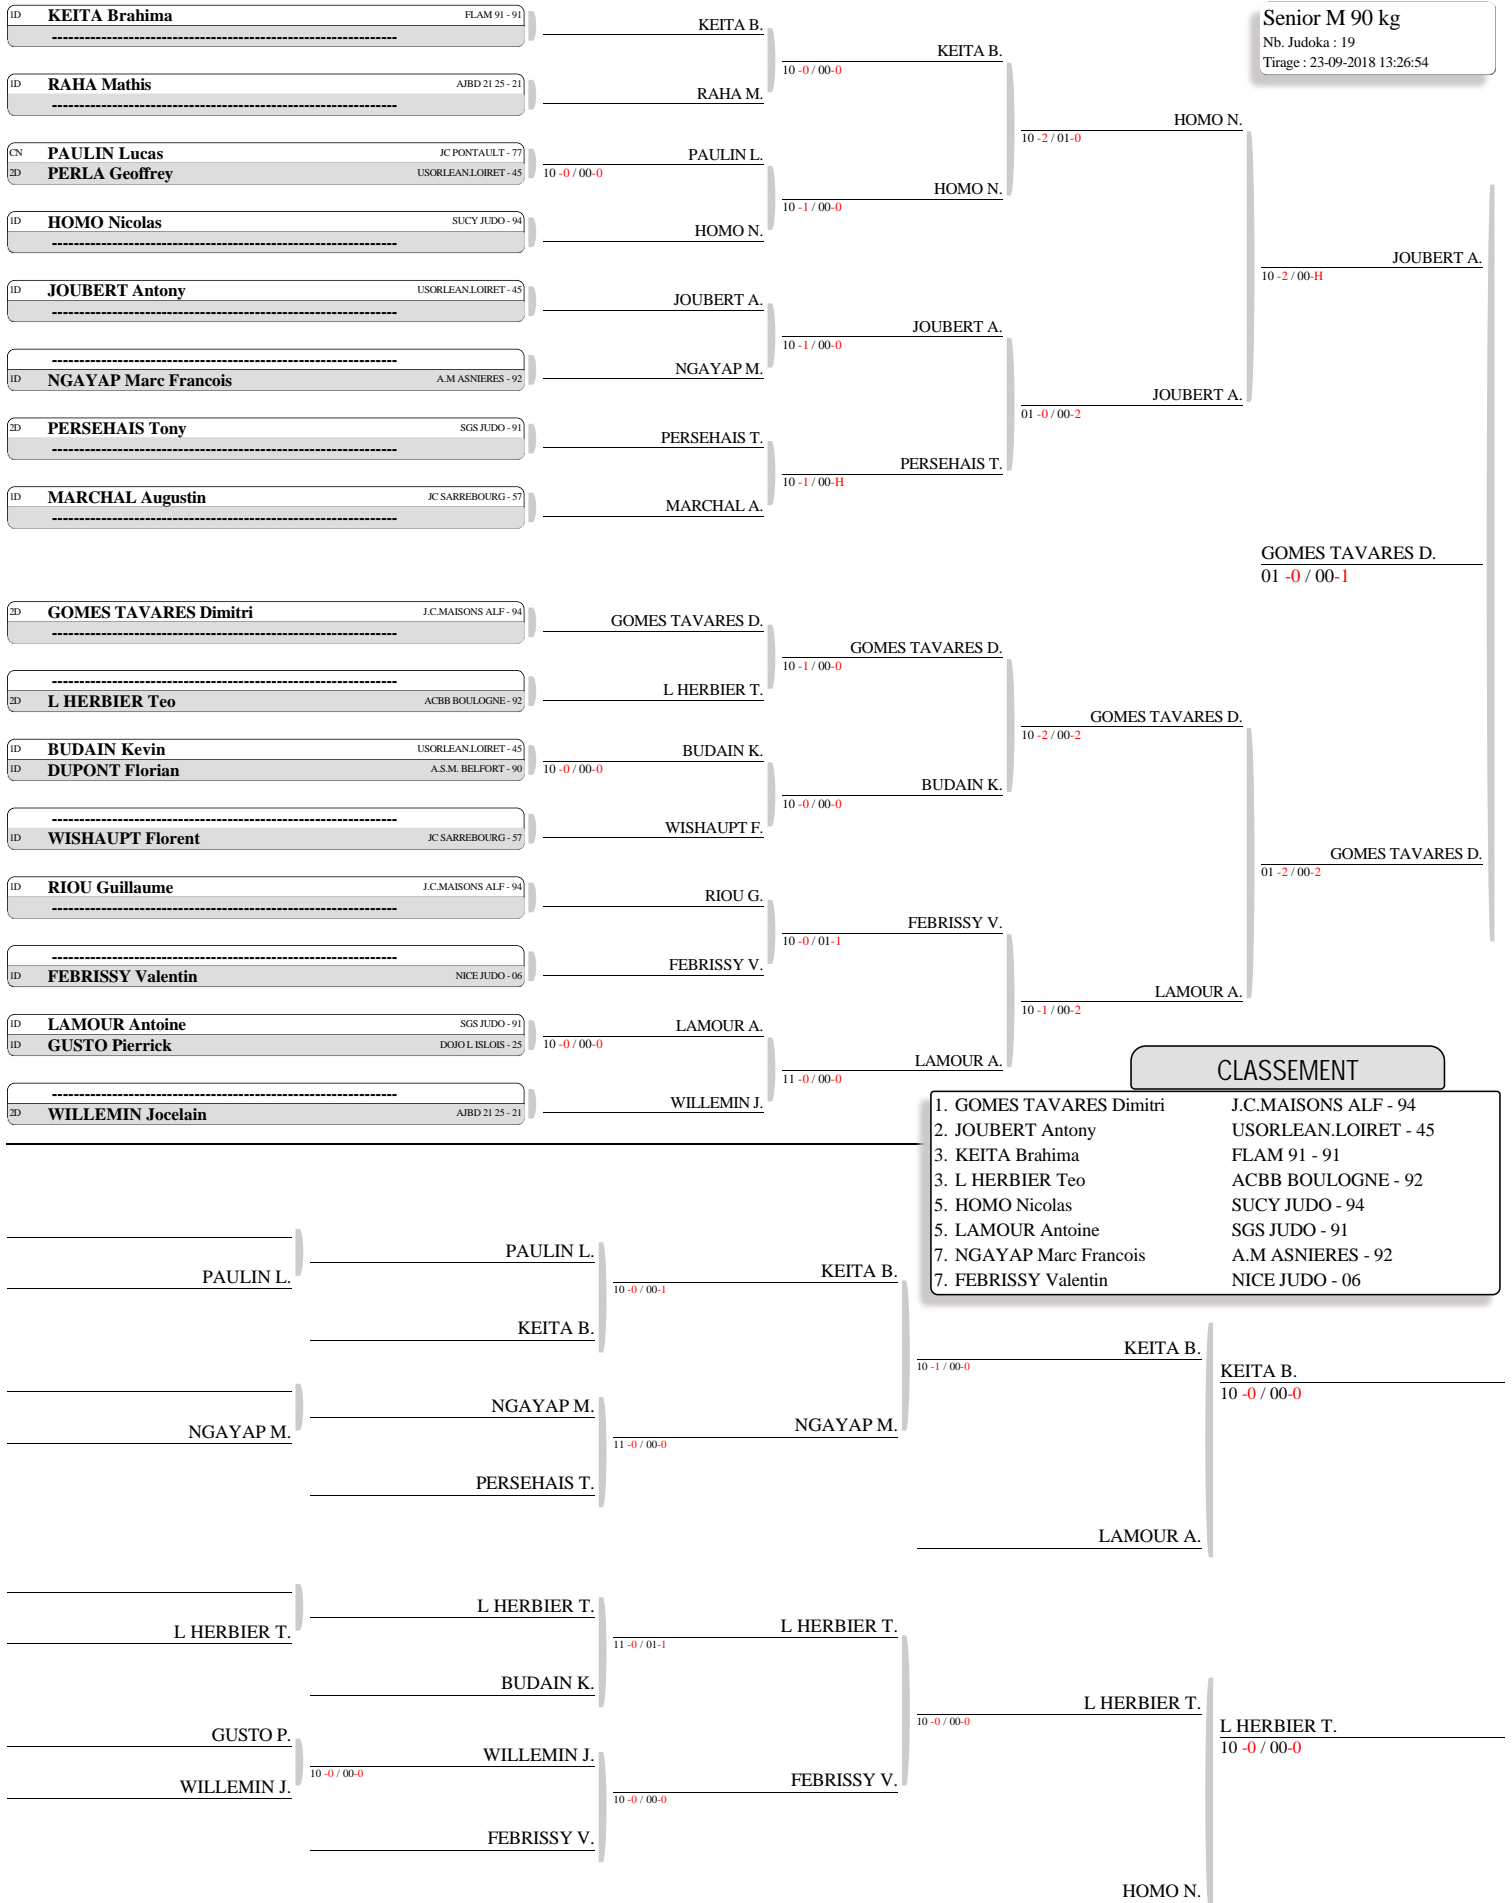 Senior M 90 kg
Nb. Judoka : 19
Tirage : 23-09-2018 13:26:54
1D KEITA Brahima FLAM 91 - 91
----------------------------------------------------------------
1D RAHA Mathis AJBD 21 25 - 21
----------------------------------------------------------------
CN PAULIN Lucas JC PONTAULT - 77
2D PERLA Geoffrey USORLEAN.LOIRET - 45
1D HOMO Nicolas SUCY JUDO - 94
----------------------------------------------------------------
1D JOUBERT Antony USORLEAN.LOIRET - 45
----------------------------------------------------------------
----------------------------------------------------------------
1D NGAYAP Marc Francois A.M ASNIERES - 92
2D PERSEHAIS Tony SGS JUDO - 91
----------------------------------------------------------------
1D MARCHAL Augustin JC SARREBOURG - 57
----------------------------------------------------------------
2D GOMES TAVARES Dimitri J.C.MAISONS ALF - 94
----------------------------------------------------------------
----------------------------------------------------------------
2D L HERBIER Teo ACBB BOULOGNE - 92
1D BUDAIN Kevin USORLEAN.LOIRET - 45
1D DUPONT Florian A.S.M. BELFORT - 90
----------------------------------------------------------------
1D WISHAUPT Florent JC SARREBOURG - 57
1D RIOU Guillaume J.C.MAISONS ALF - 94
----------------------------------------------------------------
----------------------------------------------------------------
1D FEBRISSY Valentin NICE JUDO - 06
1D LAMOUR Antoine SGS JUDO - 91
1D GUSTO Pierrick DOJO L ISLOIS - 25
----------------------------------------------------------------
2D WILLEMIN Jocelain AJBD 21 25 - 21
KEITA B.
RAHA M.
PAULIN L.
10 -0 / 00-0
HOMO N.
JOUBERT A.
NGAYAP M.
PERSEHAIS T.
MARCHAL A.
GOMES TAVARES D.
L HERBIER T.
BUDAIN K.
10 -0 / 00-0
WISHAUPT F.
RIOU G.
FEBRISSY V.
LAMOUR A.
10 -0 / 00-0
WILLEMIN J.
KEITA B.
10 -0 / 00-0
HOMO N.
10 -1 / 00-0
JOUBERT A.
10 -1 / 00-0
PERSEHAIS T.
10 -1 / 00-H
GOMES TAVARES D.
10 -1 / 00-0
BUDAIN K.
10 -0 / 00-0
FEBRISSY V.
10 -0 / 01-1
LAMOUR A.
11 -0 / 00-0
HOMO N.
10 -2 / 01-0
JOUBERT A.
01 -0 / 00-2
GOMES TAVARES D.
10 -2 / 00-2
LAMOUR A.
10 -1 / 00-2
JOUBERT A.
10 -2 / 00-H
GOMES TAVARES D.
01 -2 / 00-2
GOMES TAVARES D.
01 -0 / 00-1
CLASSEMENT
1. GOMES TAVARES Dimitri J.C.MAISONS ALF - 94
2. JOUBERT Antony USORLEAN.LOIRET - 45
3. KEITA Brahima FLAM 91 - 91
3. L HERBIER Teo ACBB BOULOGNE - 92
5. HOMO Nicolas SUCY JUDO - 94
5. LAMOUR Antoine SGS JUDO - 91
7. NGAYAP Marc Francois A.M ASNIERES - 92
7. FEBRISSY Valentin NICE JUDO - 06
PAULIN L.
NGAYAP M.
L HERBIER T.
GUSTO P.
WILLEMIN J.
PAULIN L.
KEITA B.
NGAYAP M.
PERSEHAIS T.
L HERBIER T.
BUDAIN K.
WILLEMIN J.
10 -0 / 00-0
FEBRISSY V.
KEITA B.
10 -0 / 00-1
NGAYAP M.
11 -0 / 00-0
L HERBIER T.
11 -0 / 01-1
FEBRISSY V.
10 -0 / 00-0
KEITA B.
10 -1 / 00-0
LAMOUR A.
L HERBIER T.
10 -0 / 00-0
HOMO N.
KEITA B.
10 -0 / 00-0
L HERBIER T.
10 -0 / 00-0